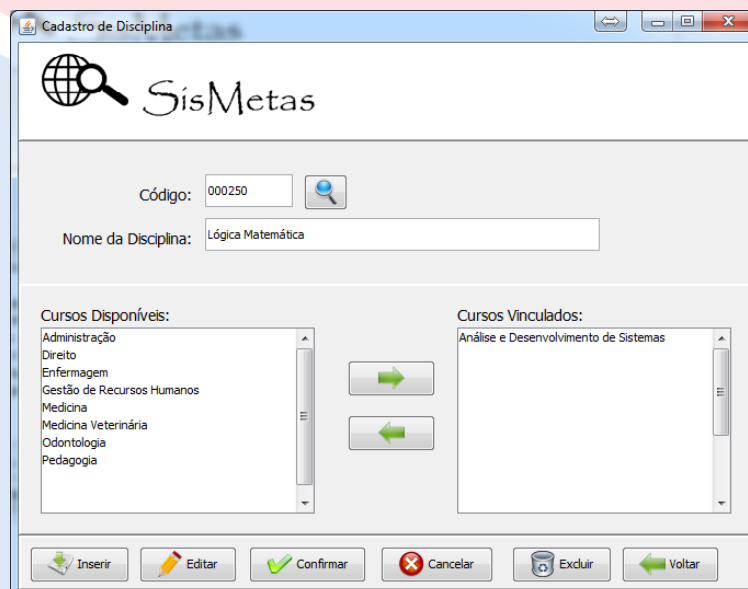 Cadastro de Disciplina
SisMetas
Código: 000250
Nome da Disciplina: Lógica Matemática
Cursos Disponíveis:
Administração
Direito
Enfermagem
Gestão de Recursos Humanos
Medicina
Medicina Veterinária
Odontologia
Pedagogia
Cursos Vinculados:
Análise e Desenvolvimento de Sistemas
Inserir Editar Confirmar Cancelar Excluir Voltar